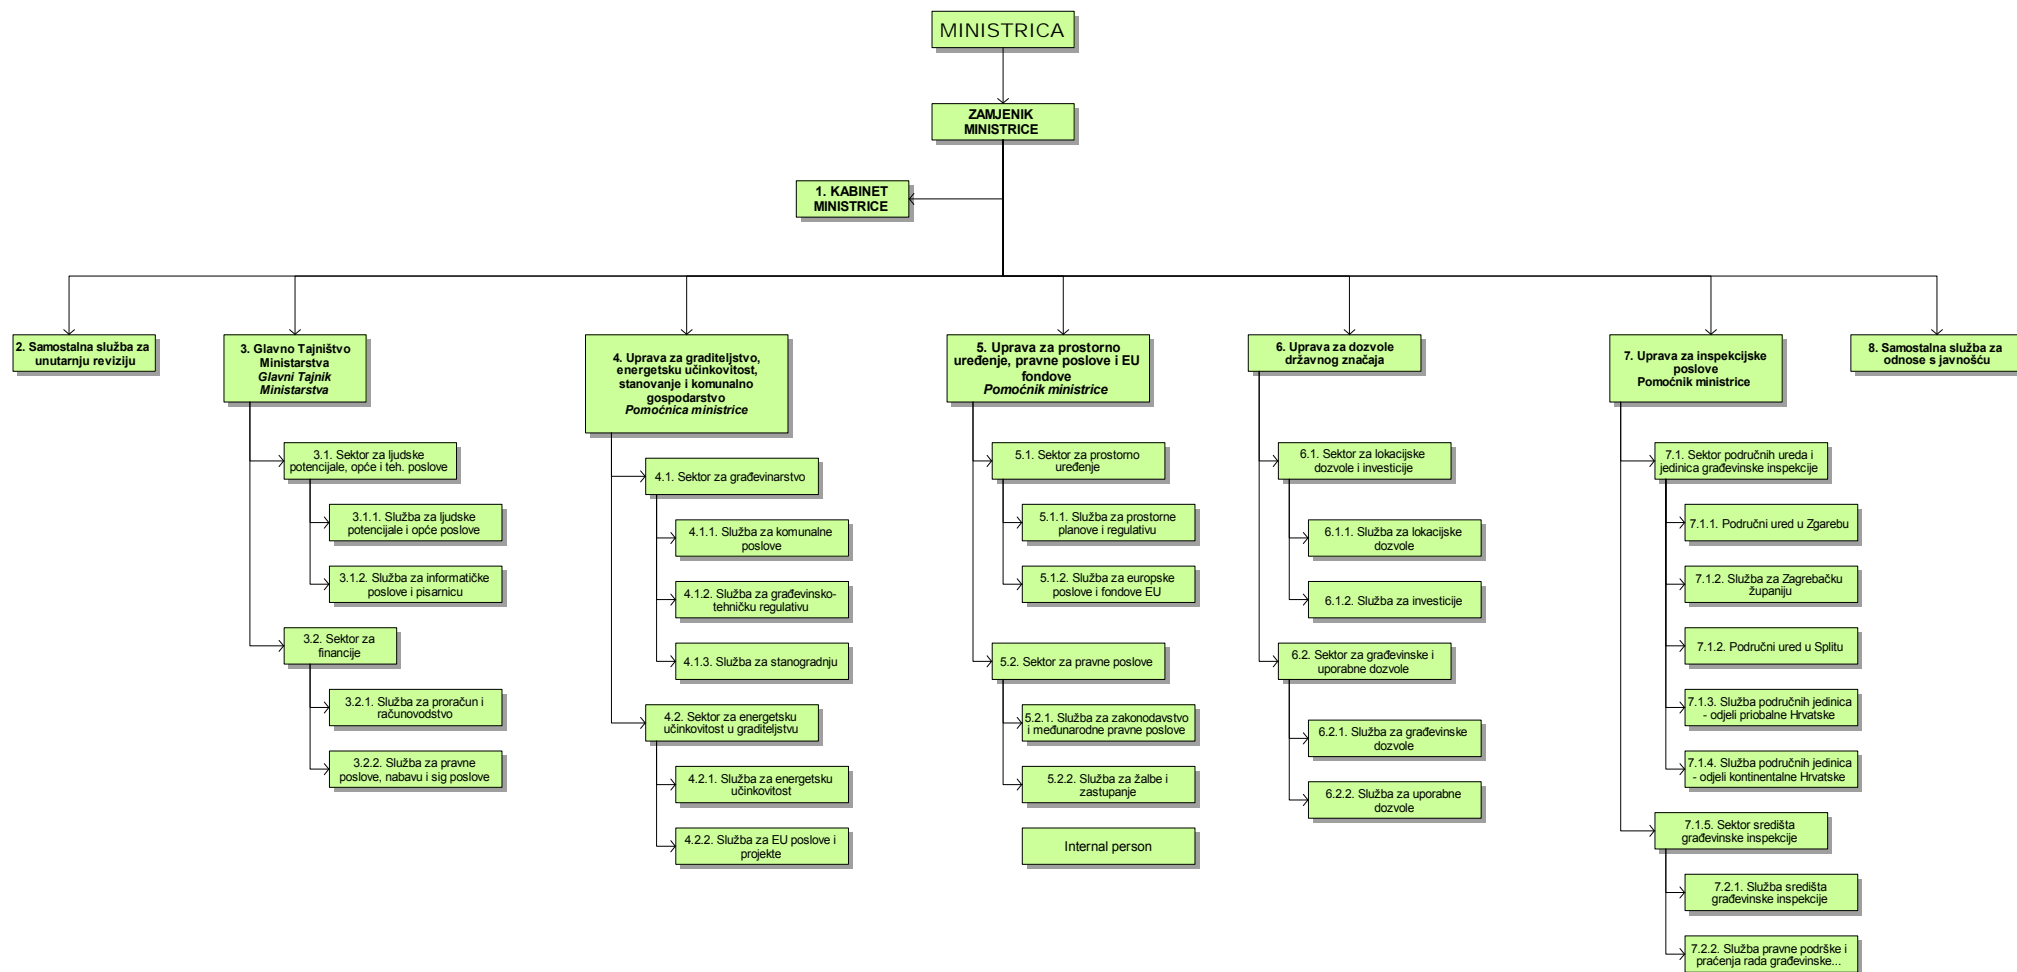 MINISTRICA
ZAMJENIK
MINISTRICE
1. KABINET
MINISTRICE
2. Samostalna služba za
unutarnju reviziju
3. Glavno Tajništvo
Ministarstva
Glavni Tajnik
Ministarstva
3.1. Sektor za ljudske
potencijale, opće i teh. poslove
3.1.1. Služba za ljudske
potencijale i opće poslove
3.1.2. Služba za informatičke
poslove i pisarnicu
3.2. Sektor za
financije
3.2.1. Služba za proračun i
računovodstvo
3.2.2. Služba za pravne
poslove, nabavu i sig poslove
4. Uprava za graditeljstvo,
energetsku učinkovitost,
stanovanje i komunalno
gospodarstvo
Pomoćnica ministrice
4.1. Sektor za građevinarstvo
4.1.1. Služba za komunalne
poslove
4.1.2. Služba za građevinsko-
tehničku regulativu
4.1.3. Služba za stanogradnju
4.2. Sektor za energetsku
učinkovitost u graditeljstvu
4.2.1. Služba za energetsku
učinkovitost
4.2.2. Služba za EU poslove i
projekte
5. Uprava za prostorno
uređenje, pravne poslove i EU
fondove
Pomoćnik ministrice
5.1. Sektor za prostorno
uređenje
5.1.1. Služba za prostorne
planove i regulativu
5.1.2. Služba za europske
poslove i fondove EU
5.2. Sektor za pravne poslove
5.2.1. Služba za zakonodavstvo
i međunarodne pravne poslove
5.2.2. Služba za žalbe i
zastupanje
Internal person
6. Uprava za dozvole
državnog značaja
6.1. Sektor za lokacijske
dozvole i investicije
6.1.1. Služba za lokacijske
dozvole
6.1.2. Služba za investicije
6.2. Sektor za građevinske i
uporabne dozvole
6.2.1. Služba za građevinske
dozvole
6.2.2. Služba za uporabne
dozvole
7. Uprava za inspekcijske
poslove
Pomoćnik ministrice
7.1. Sektor područnih ureda i
jedinica građevinske inspekcije
7.1.1. Područni ured u Zgarebu
7.1.2. Služba za Zagrebačku
županiju
7.1.2. Područni ured u Splitu
7.1.3. Služba područnih jedinica
- odjeli priobalne Hrvatske
7.1.4. Služba područnih jedinica
- odjeli kontinentalne Hrvatske
7.1.5. Sektor središta
građevinske inspekcije
7.2.1. Služba središta
građevinske inspekcije
7.2.2. Služba pravne podrške i
praćenja rada građevinske...
8. Samostalna služba za
odnose s javnošću